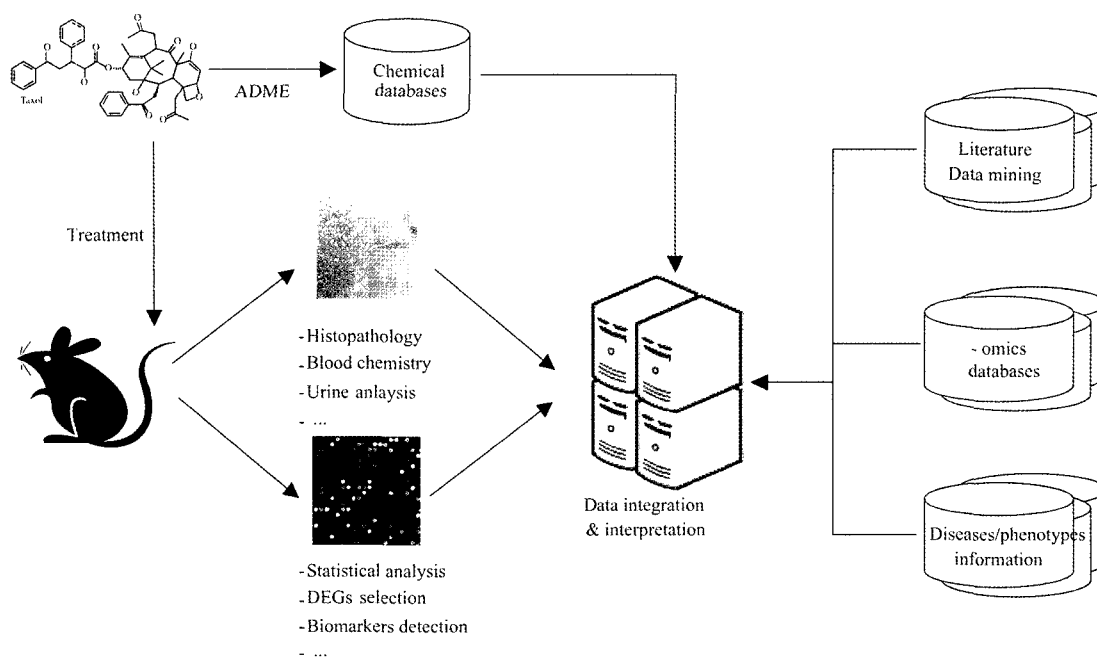 Taxol
ADME
Chemical
databases
Treatment
-Histopathology
-Blood chemistry
-Urine anlaysis
- ...
-Statistical analysis
-DEGs selection
-Biomarkers detection
- ...
Data integration
& interpretation
Literature
Data mining
- omics
databases
Diseases/phenotypes
information